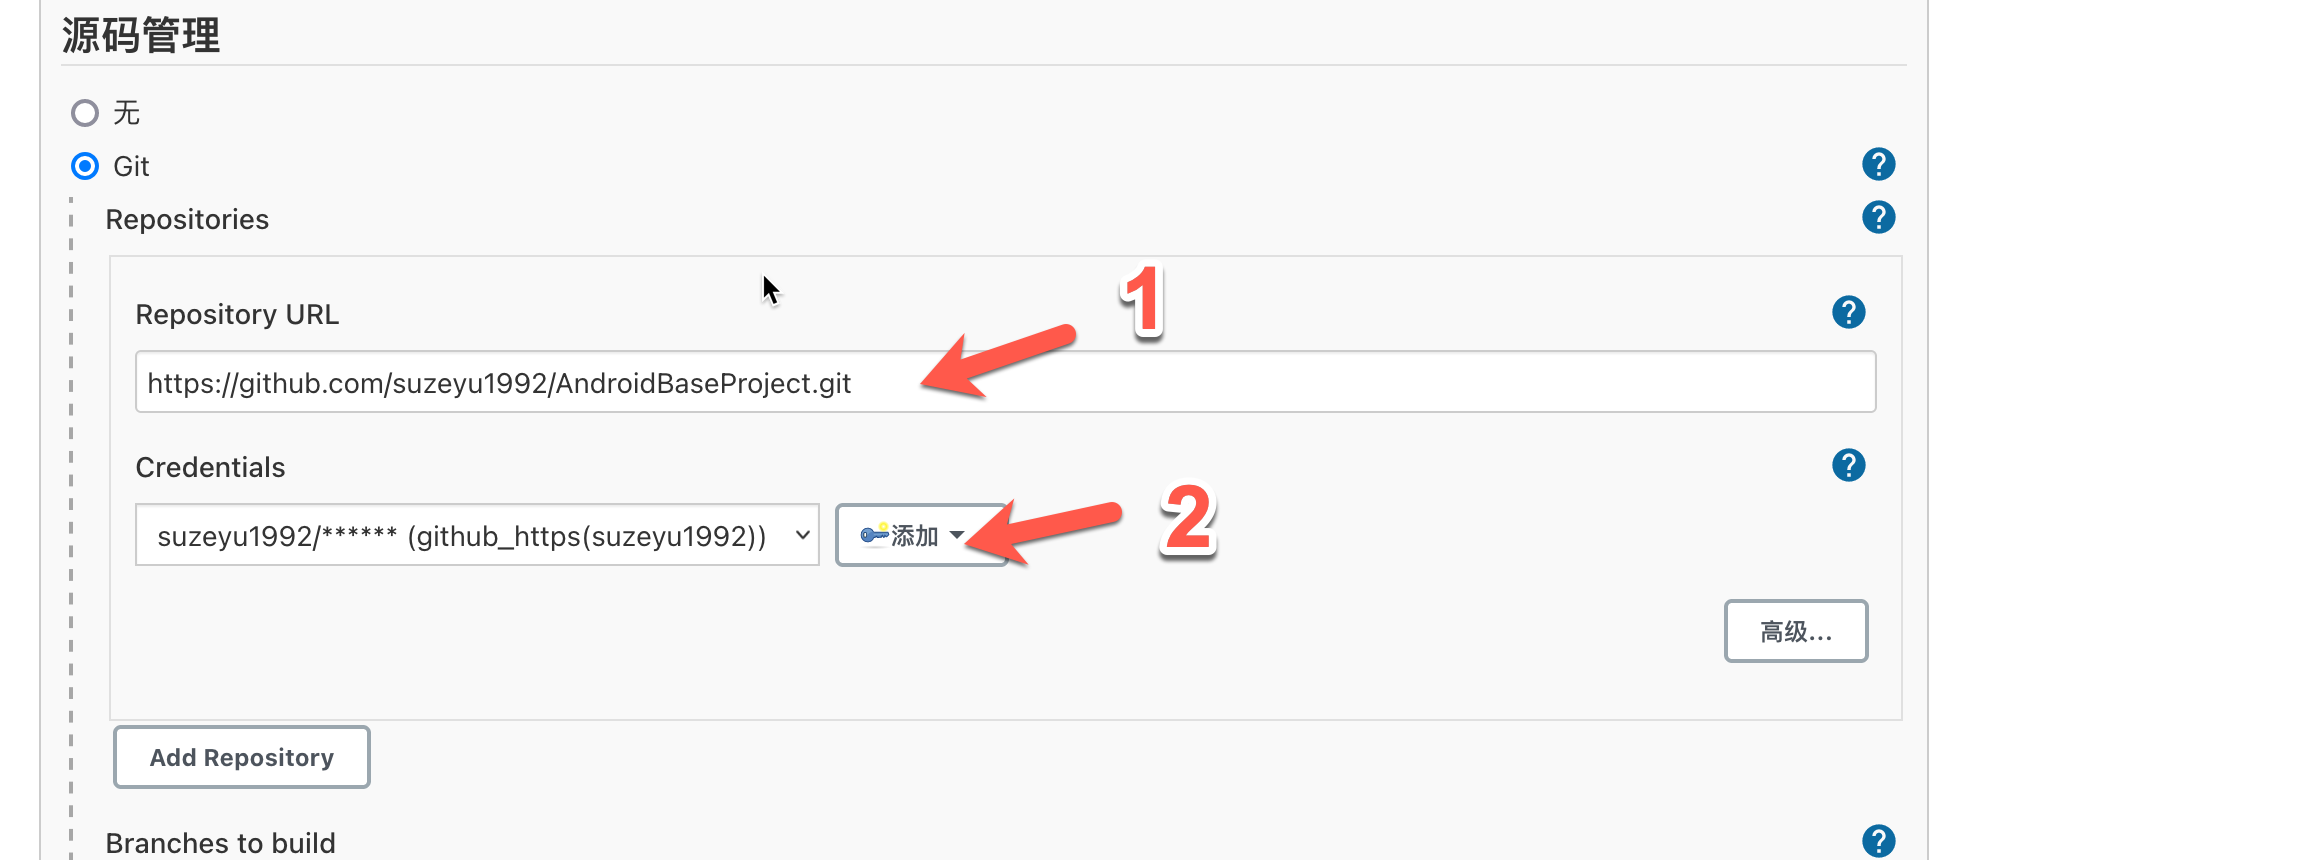 源码管理
无
Git
Repositories
Repository URL
1
https://github.com/suzeyu1992/AndroidBaseProject.git
Credentials
suzeyu1992/****** (github_https(suzeyu1992))
添加
2
高级...
Add Repository
Branches to build